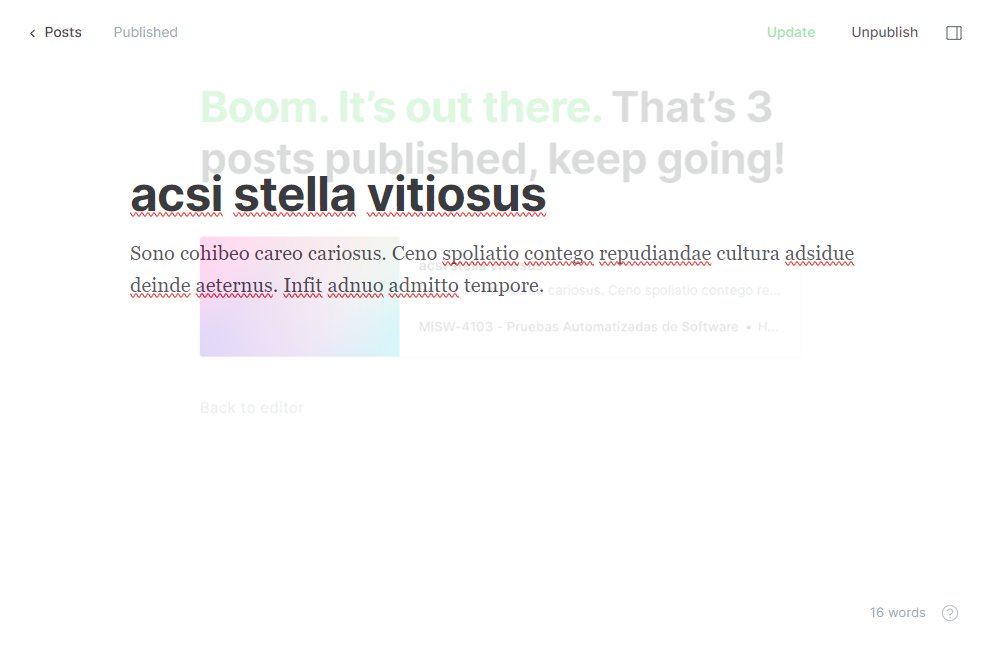 Posts
Published
Update
Unpublish
Boom. It’s out there. That’s 3
posts published, keep going!
acsi stella vitiosus
Sono cohibeo careo cariosus. Ceno spoliatio contego repudiandae cultura adsidue
deinde aeternus. Infit adnuo admitto tempore.
acsi stella vitiosus
cariosus. Ceno spoliatio contego re...
MISW-4103 - Pruebas Automatizadas de Software • H...
Back to editor
16 words
?